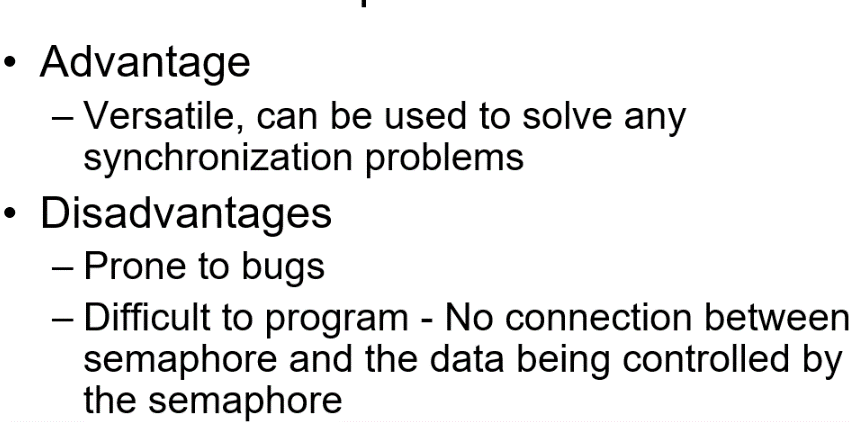 • Advantage
– Versatile, can be used to solve any
synchronization problems
• Disadvantages
– Prone to bugs
– Difficult to program - No connection between
semaphore and the data being controlled by
the semaphore